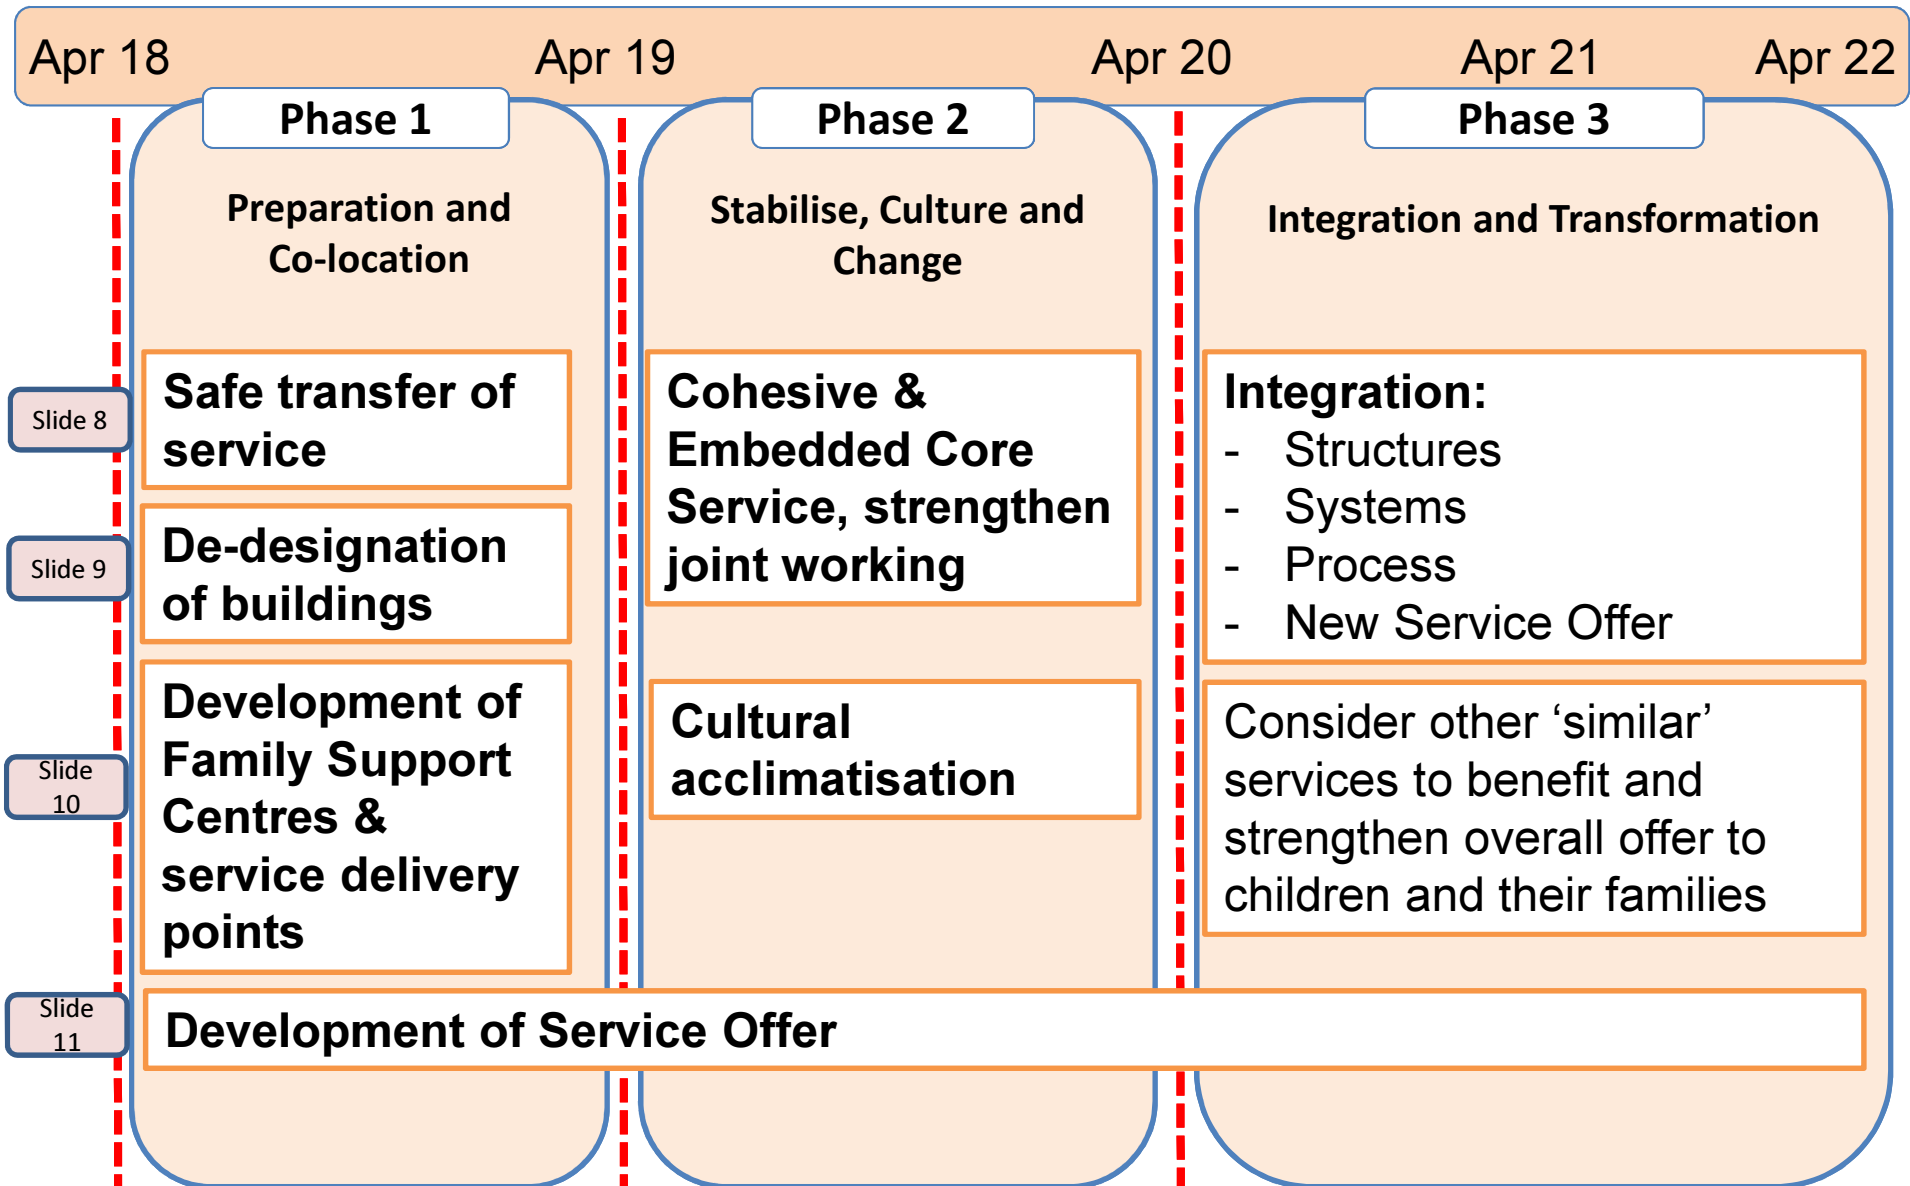 Apr 18
Apr 19
Apr 20
Apr 21
Apr 22
Phase 1
Phase 2
Phase 3
Preparation and
Co-location
Stabilise, Culture and
Change
Integration and Transformation
Slide 8
Safe transfer of
service
Slide 9
De-designation
of buildings
Slide
10
Development of
Family Support
Centres &
service delivery
points
Cohesive &
Embedded Core
Service, strengthen
joint working
Cultural
acclimatisation
Integration:
- Structures
- Systems
- Process
- New Service Offer
Consider other ‘similar’
services to benefit and
strengthen overall offer to
children and their families
Slide
11
Development of Service Offer